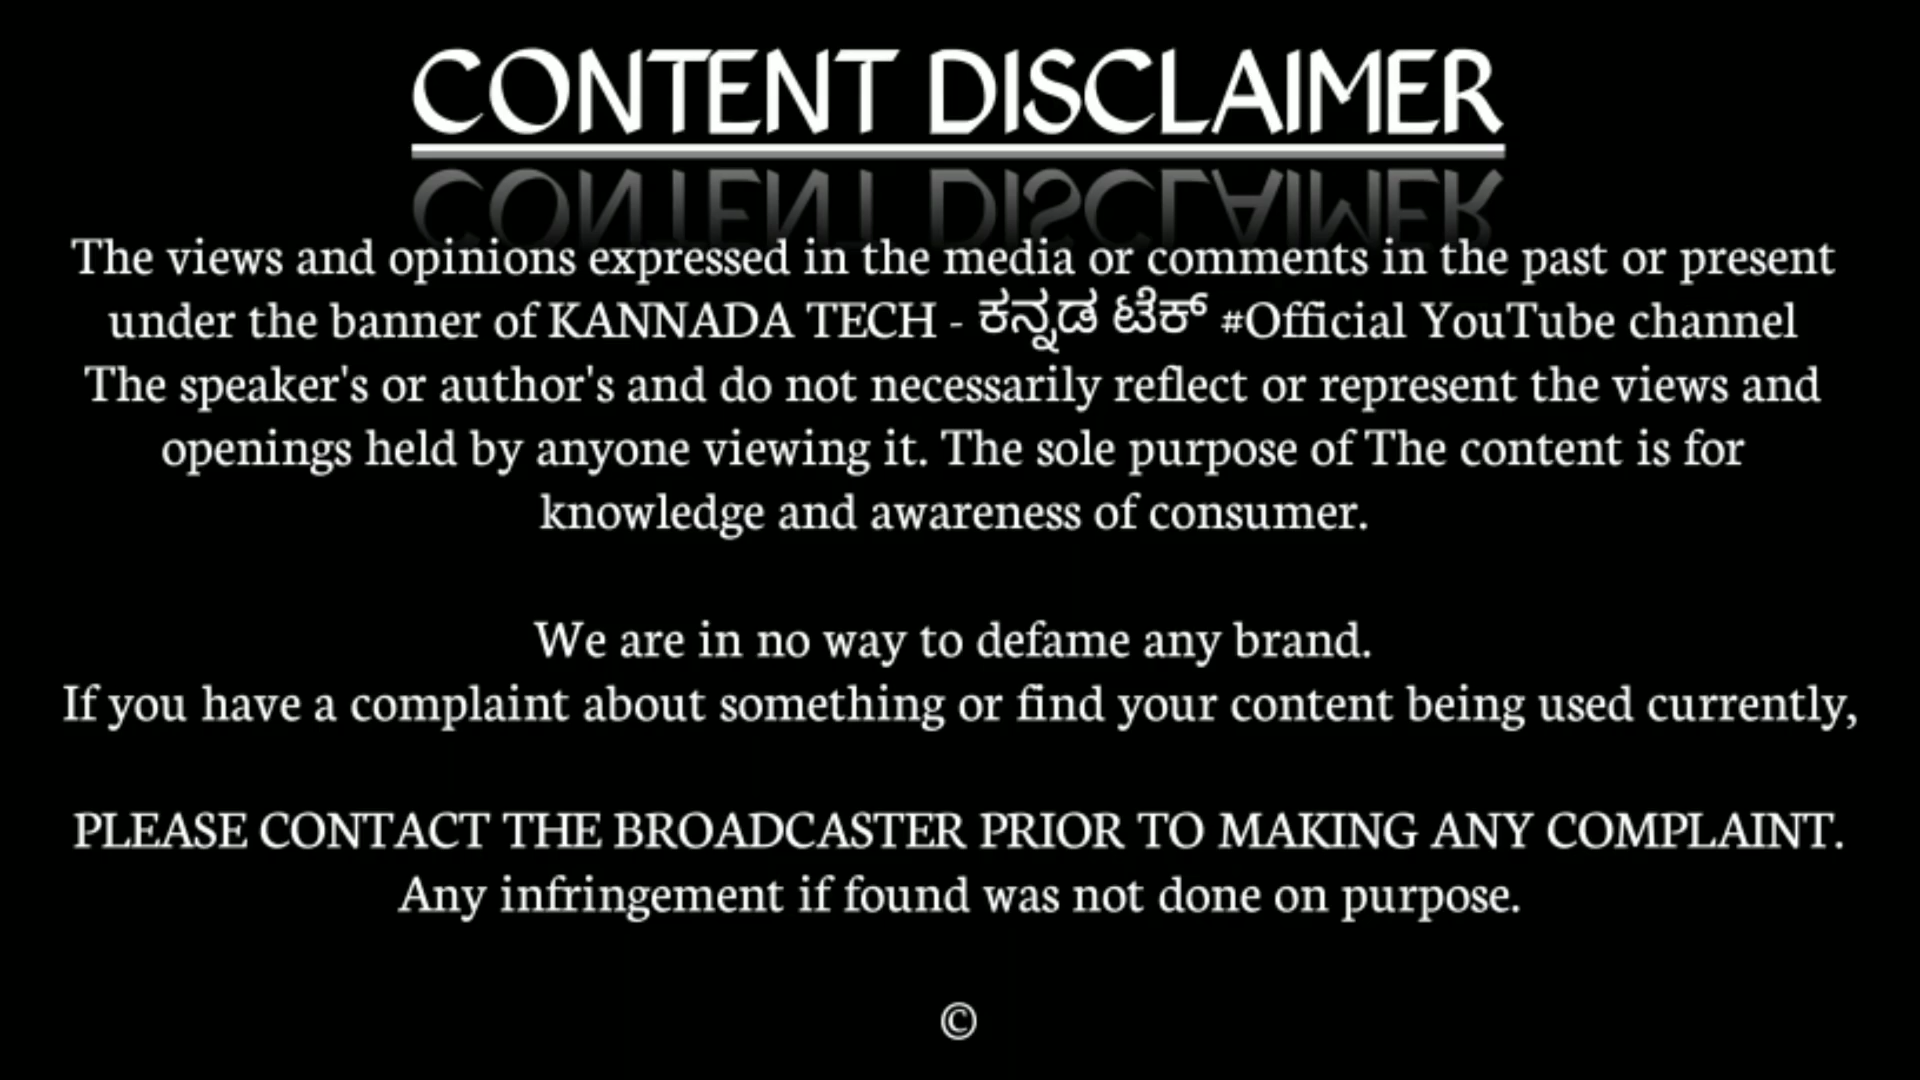 CONTENT DISCLAIMER
The views and opinions expressed in the media or comments in the past or present
under the banner of KANNADA TECH - ಕನ್ನಡ ಟೆಕ್ #Official YouTube channel
The speaker's or author's and do not necessarily reflect or represent the views and
openings held by anyone viewing it. The sole purpose of The content is for
knowledge and awareness of consumer.
We are in no way to defame any brand.
If you have a complaint about something or find your content being used currently,
PLEASE CONTACT THE BROADCASTER PRIOR TO MAKING ANY COMPLAINT.
Any infringement if found was not done on purpose.
©